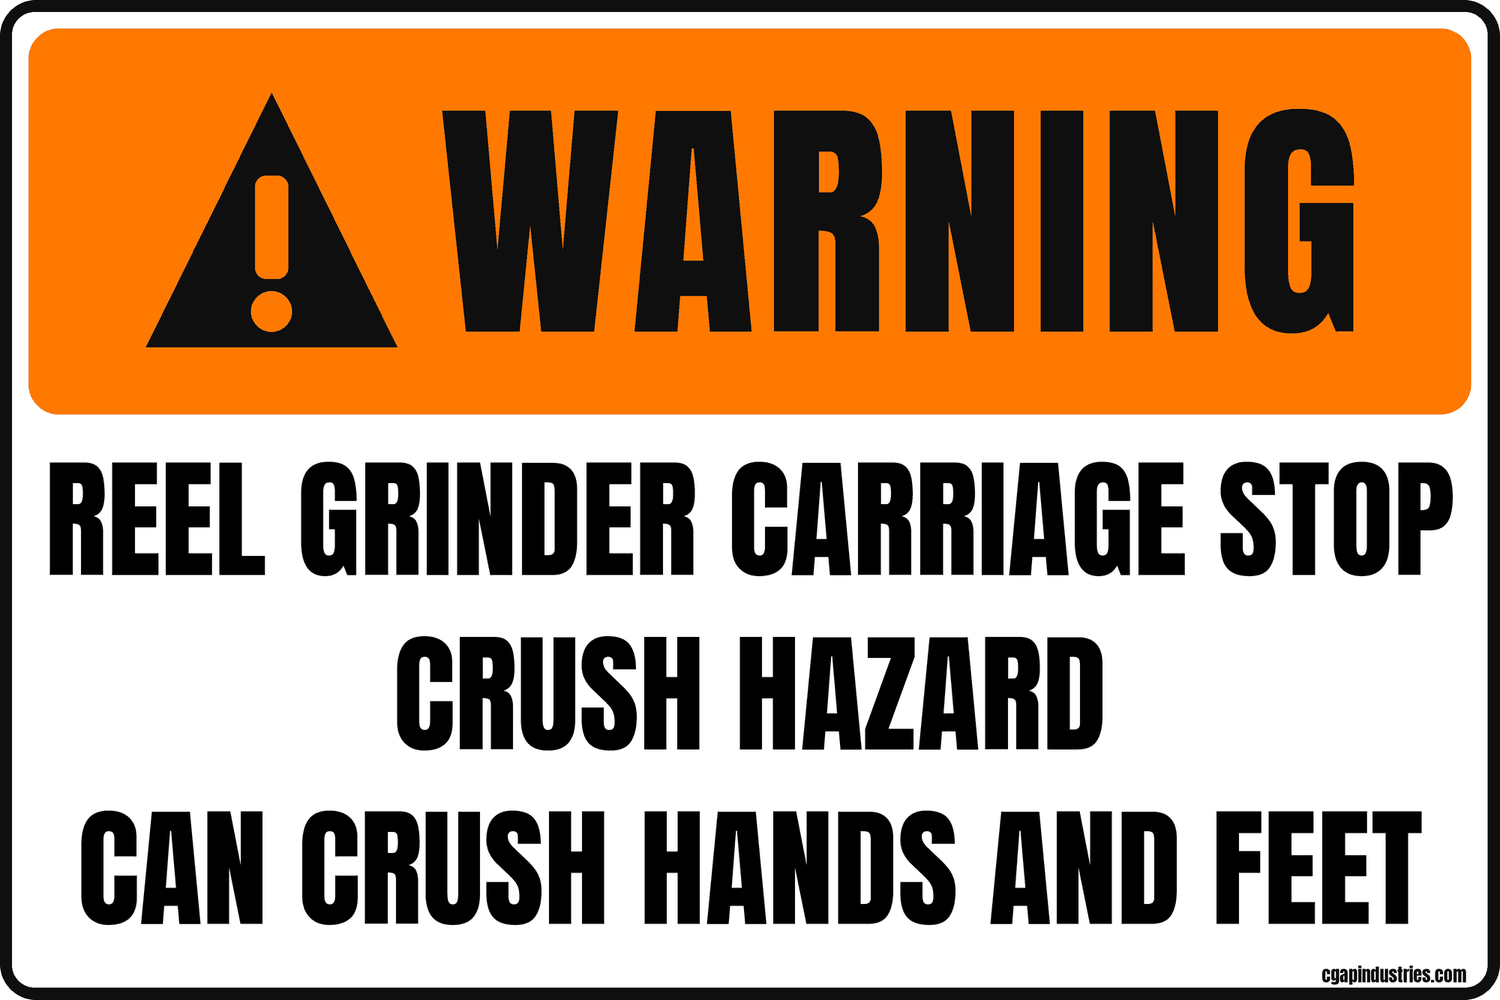 WARNING
REEL GRINDER CARRIAGE STOP
CRUSH HAZARD
CAN CRUSH HANDS AND FEET
cgapindustries.com